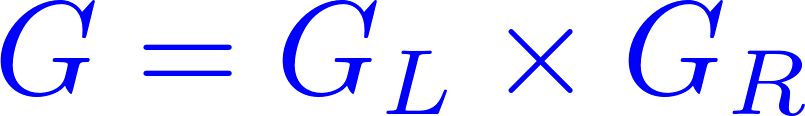 G = G_L × G_R